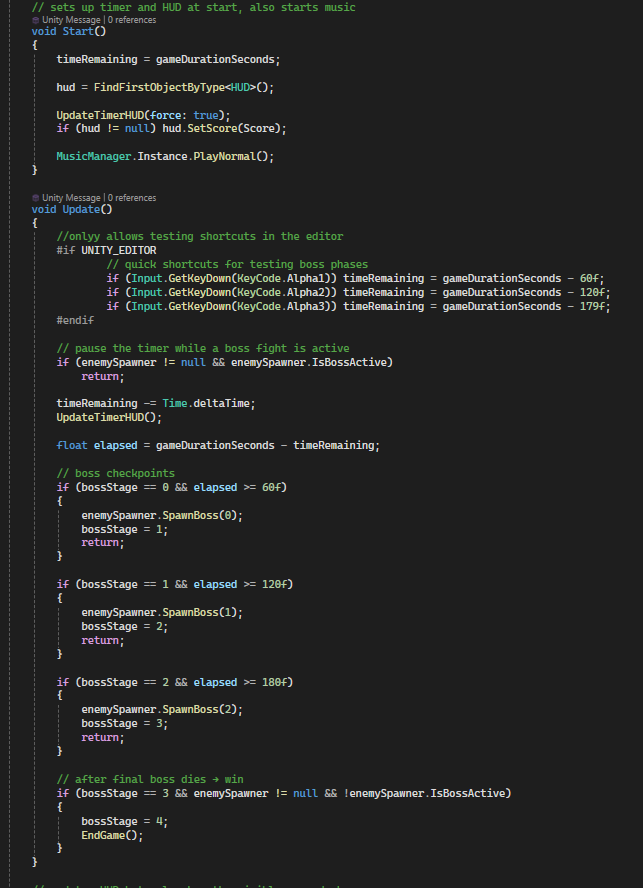 // sets up timer and HUD at start, also starts music
Unity Message | 0 references
void Start()
{
timeRemaining = gameDurationSeconds;
hud = FindFirstObjectByType<HUD>();
UpdateTimerHUD(force: true);
if (hud != null) hud.SetScore(Score);
MusicManager.Instance.PlayNormal();
}
Unity Message | 0 references
void Update()
{
//onlyy allows testing shortcuts in the editor
#if UNITY_EDITOR
// quick shortcuts for testing boss phases
if (Input.GetKeyDown(KeyCode.Alpha1)) timeRemaining = gameDurationSeconds - 60f;
if (Input.GetKeyDown(KeyCode.Alpha2)) timeRemaining = gameDurationSeconds - 120f;
if (Input.GetKeyDown(KeyCode.Alpha3)) timeRemaining = gameDurationSeconds - 179f;
#endif
// pause the timer while a boss fight is active
if (enemySpawner != null && enemySpawner.IsBossActive)
return;
timeRemaining -= Time.deltaTime;
UpdateTimerHUD();
float elapsed = gameDurationSeconds - timeRemaining;
// boss checkpoints
if (bossStage == 0 && elapsed >= 60f)
{
enemySpawner.SpawnBoss(0);
bossStage = 1;
return;
}
if (bossStage == 1 && elapsed >= 120f)
{
enemySpawner.SpawnBoss(1);
bossStage = 2;
return;
}
if (bossStage == 2 && elapsed >= 180f)
{
enemySpawner.SpawnBoss(2);
bossStage = 3;
return;
}
// after final boss dies → win
if (bossStage == 3 && enemySpawner != null && !enemySpawner.IsBossActive)
{
bossStage = 4;
EndGame();
}
}